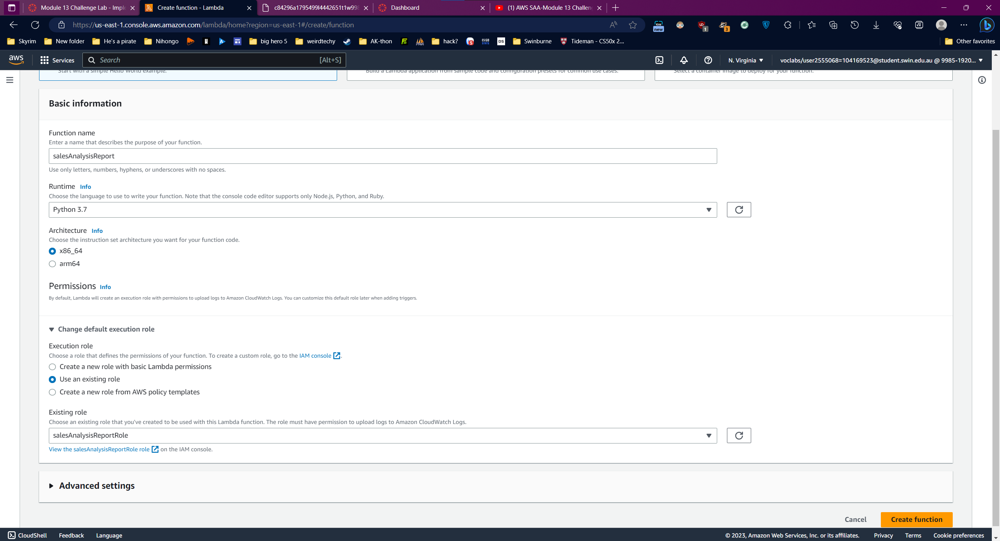 Module 13 Challenge Lab - Imple
Create function - Lambda
c84296a1795499l4442651t1w998
Dashboard
(1) AWS SAA-Module 13 Challen
https://us-east-1.console.aws.amazon.com/lambda/home?region=us-east-1#/create/function
new
1
3
Skyrim
New folder
He's a pirate
Nihongo
big hero 5
weirdtechy
AK-thon
hack?
DS
Swinburne
Tideman - CS50x 2...
Other favorites
aws
Services
Search
[Alt+S]
N. Virginia
voclabs/user2555068=104169523@student.swin.edu.au @ 9985-1920...
Start with a simple Hello World example.
Build a Lambda application from sample code and configuration presets for common use cases.
Select a container image to deploy for your function.
Basic information
Function name
Enter a name that describes the purpose of your function.
salesAnalysisReport
Use only letters, numbers, hyphens, or underscores with no spaces.
Runtime Info
Choose the language to use to write your function. Note that the console code editor supports only Node.js, Python, and Ruby.
Python 3.7
Architecture Info
Choose the instruction set architecture you want for your function code.
x86_64
arm64
Permissions Info
By default, Lambda will create an execution role with permissions to upload logs to Amazon CloudWatch Logs. You can customize this default role later when adding triggers.
Change default execution role
Execution role
Choose a role that defines the permissions of your function. To create a custom role, go to the IAM console.
Create a new role with basic Lambda permissions
Use an existing role
Create a new role from AWS policy templates
Existing role
Choose an existing role that you've created to be used with this Lambda function. The role must have permission to upload logs to Amazon CloudWatch Logs.
salesAnalysisReportRole
View the salesAnalysisReportRole role on the IAM console.
Advanced settings
Cancel
Create function
CloudShell
Feedback
Language
© 2023, Amazon Web Services, Inc. or its affiliates.
Privacy
Terms
Cookie preferences